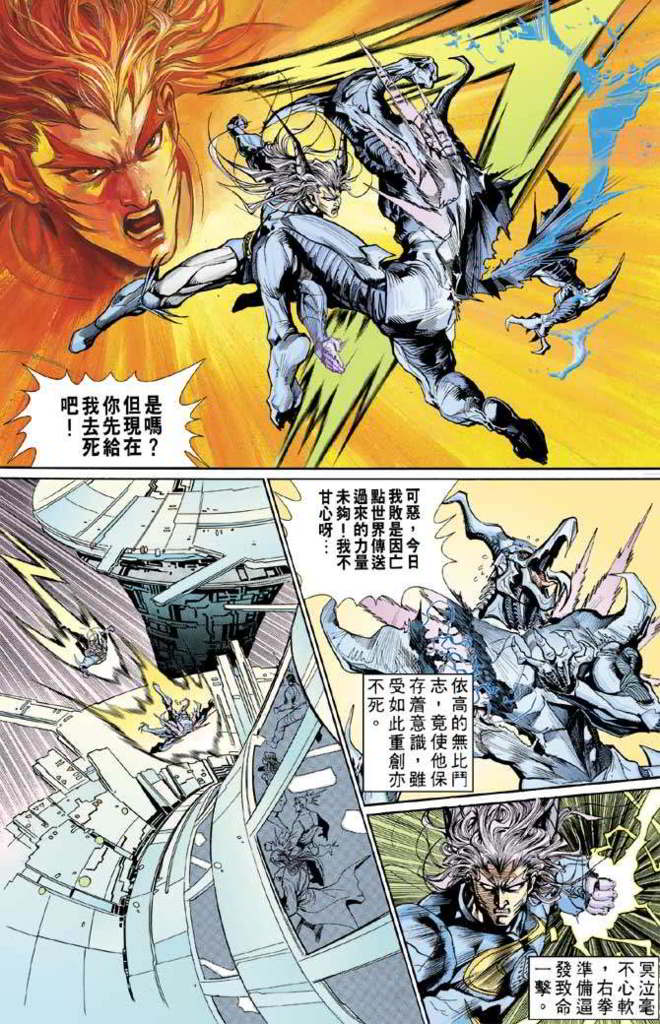 是嗎？
但現在
你先給
我去死
吧！
可惡，今日
我敗是因亡
點世界傳送
過來的力量
未夠！我不
甘心呀…
依高的無比鬥
志，竟使他保
存着意識，雖
受如此重創亦
不死。
冥泣毫
不心軟
，右拳
準備逼
發致命
一擊。